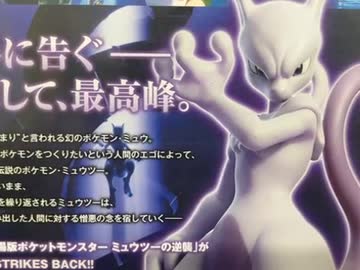 に告ぐ——
して、最高峰。
まり”と言われる幻のポケモン・ミュウ。
ポケモンをつくりたいという人間のエゴによって、
伝説のポケモン・ミュウツー。
いまま、
を繰り返されるミュウツーは、
み出した人間に対する憎悪の念を宿していく——
場版ポケットモンスター ミュウツーの逆襲』が
STRIKES BACK!!